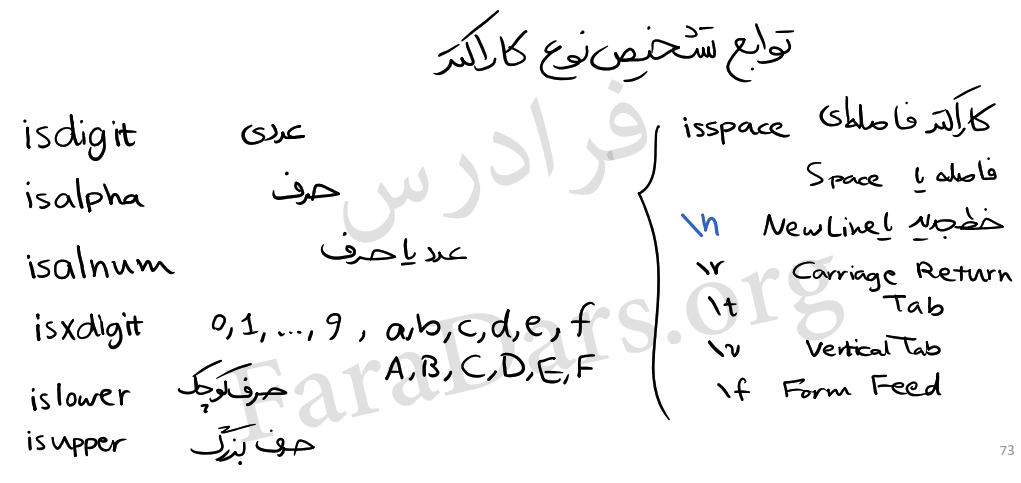 توابع تشخیص نوع کاراکتر
isdigit عددی
isalpha حرف
isalnum عدد یا حرف
isxdigit 0,1,...,9, a,b,c,d,e,f
A,B,C,D,E,F
islower حرف کوچک
isupper حرف بزرگ
isspace کاراکتر فاصله‌ای
فاصله یا Space
\n خط جدید یا NewLine
\r Carriage Return
\t Tab
\v Vertical Tab
\f Form Feed
فرادرس
FaraDars.org
73